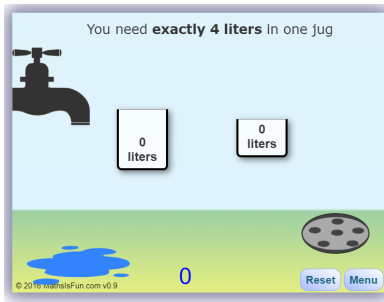 You need exactly 4 liters in one jug
0
liters
0
liters
0
© 2016 MathsIsFun.com v0.9
Reset
Menu